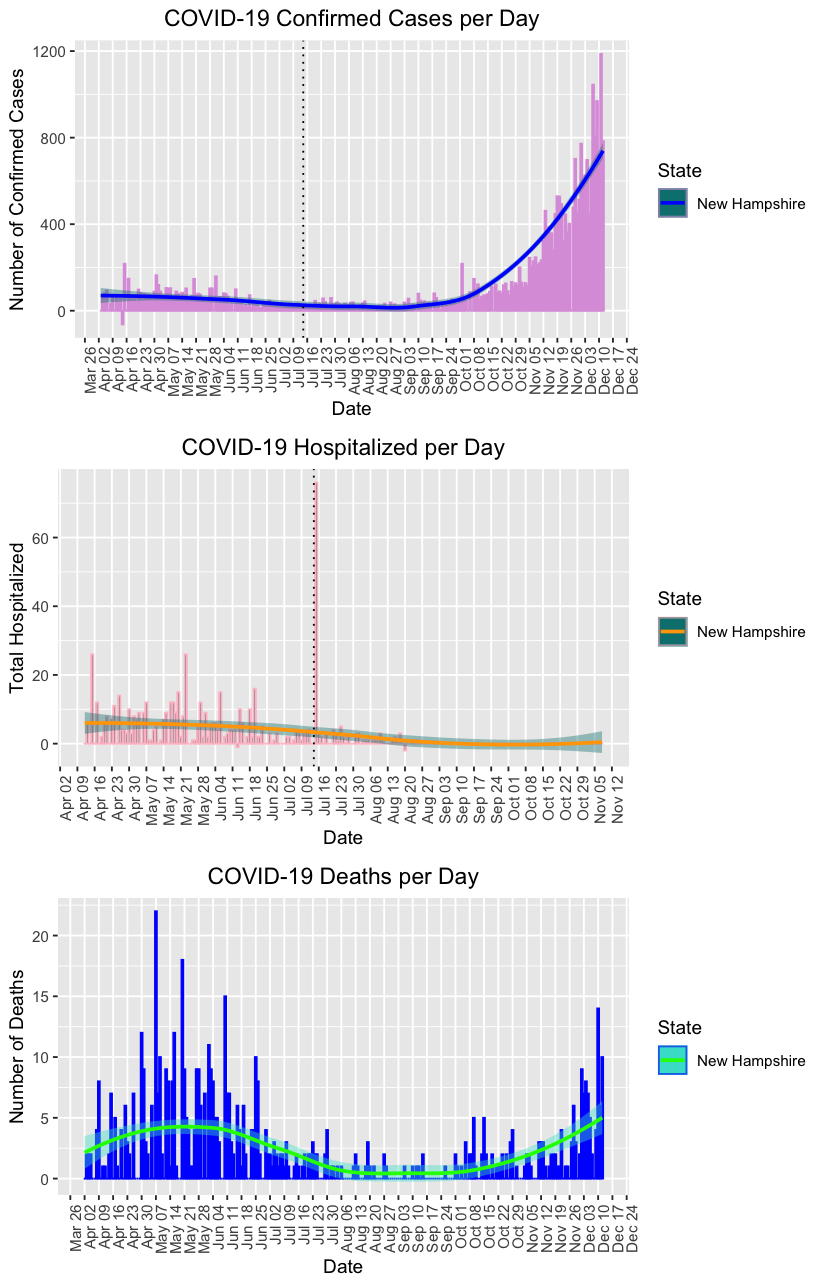 COVID-19 Confirmed Cases per Day
Number of Confirmed Cases
1200
800
400
0
Mar 26
Apr 02
Apr 09
Apr 16
Apr 23
Apr 30
May 07
May 14
May 21
May 28
Jun 04
Jun 11
Jun 18
Jun 25
Jul 02
Jul 09
Jul 16
Jul 23
Jul 30
Aug 06
Aug 13
Aug 20
Aug 27
Sep 03
Sep 10
Sep 17
Sep 24
Oct 01
Oct 08
Oct 15
Oct 22
Oct 29
Nov 05
Nov 12
Nov 19
Nov 26
Dec 03
Dec 10
Dec 17
Dec 24
Date
State
New Hampshire
COVID-19 Hospitalized per Day
Total Hospitalized
60
40
20
0
Apr 02
Apr 09
Apr 16
Apr 23
Apr 30
May 07
May 14
May 21
May 28
Jun 04
Jun 11
Jun 18
Jun 25
Jul 02
Jul 09
Jul 16
Jul 23
Jul 30
Aug 06
Aug 13
Aug 20
Aug 27
Sep 03
Sep 10
Sep 17
Sep 24
Oct 01
Oct 08
Oct 15
Oct 22
Oct 29
Nov 05
Nov 12
Date
State
New Hampshire
COVID-19 Deaths per Day
Number of Deaths
20
15
10
5
0
Mar 26
Apr 02
Apr 09
Apr 16
Apr 23
Apr 30
May 07
May 14
May 21
May 28
Jun 04
Jun 11
Jun 18
Jun 25
Jul 02
Jul 09
Jul 16
Jul 23
Jul 30
Aug 06
Aug 13
Aug 20
Aug 27
Sep 03
Sep 10
Sep 17
Sep 24
Oct 01
Oct 08
Oct 15
Oct 22
Oct 29
Nov 05
Nov 12
Nov 19
Nov 26
Dec 03
Dec 10
Dec 17
Dec 24
Date
State
New Hampshire